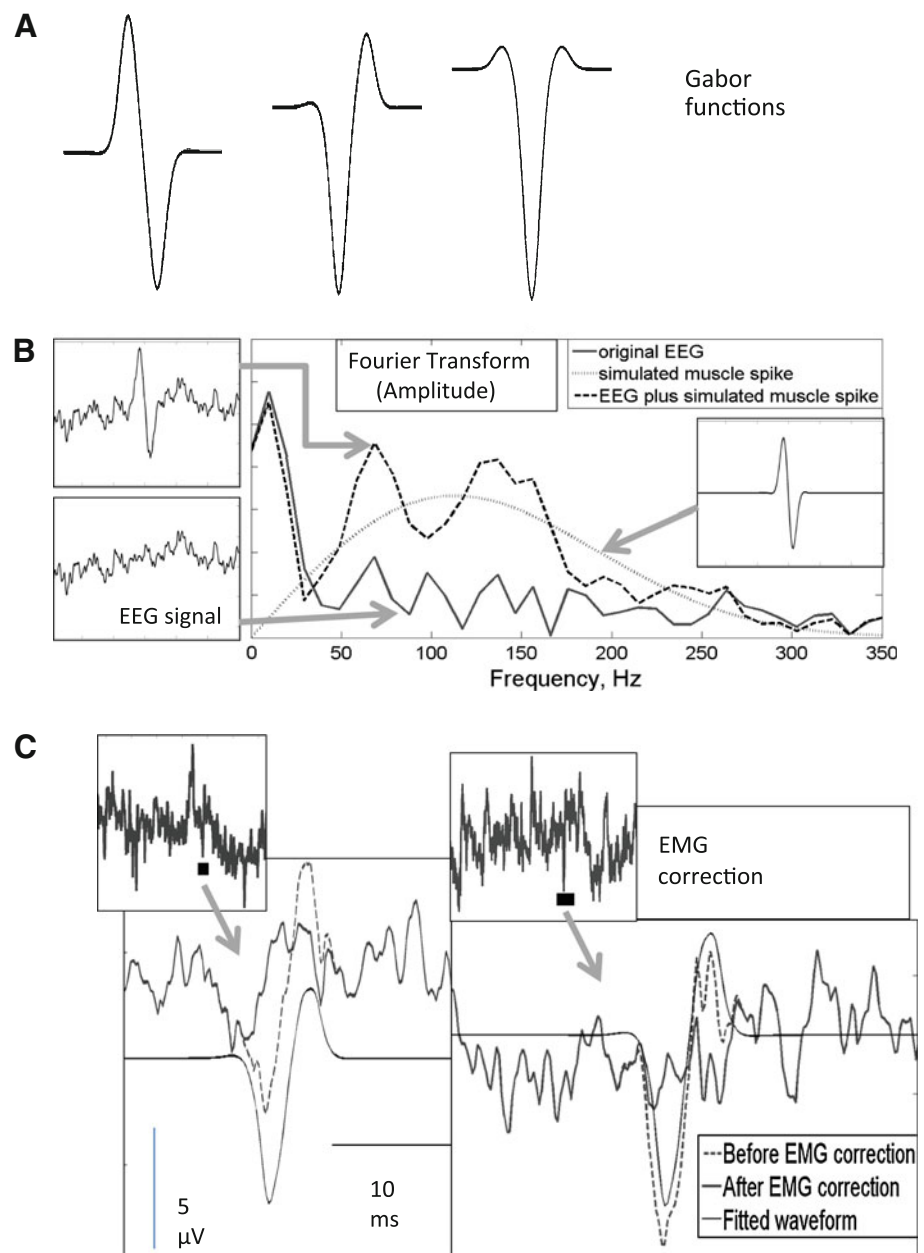 A
Gabor
functions
B
Fourier Transform
(Amplitude)
original EEG
simulated muscle spike
EEG plus simulated muscle spike
EEG signal
0 50 100 150 200 250 300 350
Frequency, Hz
C
EMG
correction
5
μV
10
ms
Before EMG correction
After EMG correction
Fitted waveform